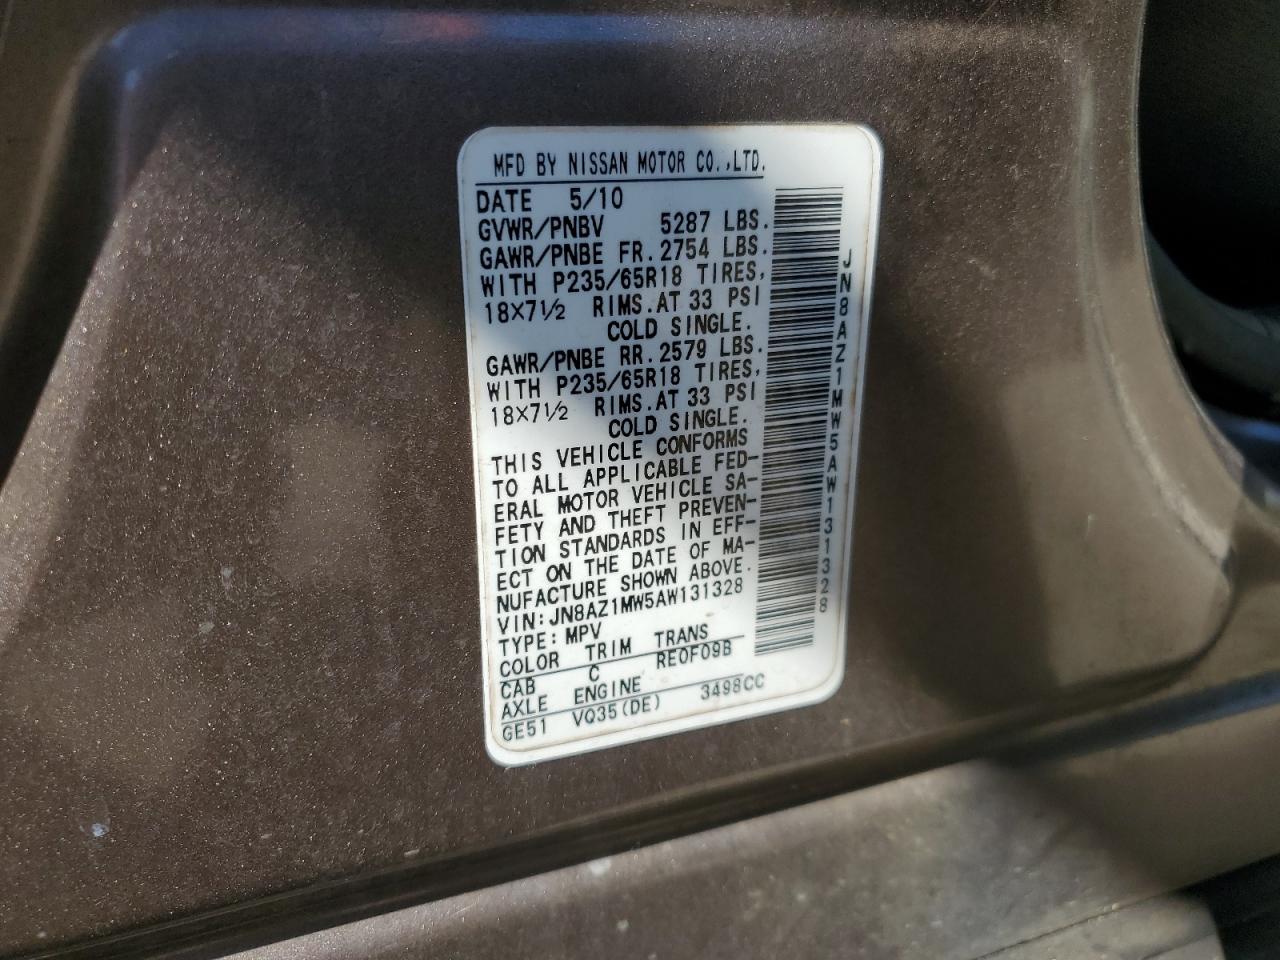 MFD BY NISSAN MOTOR CO.,LTD.
DATE 5/10
GVWR/PNBV 5287 LBS.
GAWR/PNBE FR. 2754 LBS.
WITH P235/65R18 TIRES,
18X7½ RIMS. AT 33 PSI
COLD SINGLE.
GAWR/PNBE RR. 2579 LBS.
WITH P235/65R18 TIRES,
18X7½ RIMS. AT 33 PSI
COLD SINGLE.
THIS VEHICLE CONFORMS
TO ALL APPLICABLE FED-
ERAL MOTOR VEHICLE SA-
FETY AND THEFT PREVEN-
TION STANDARDS IN EFF-
ECT ON THE DATE OF MA-
NUFACTURE SHOWN ABOVE.
VIN: JN8AZ1MW5AW131328
TYPE: MPV
COLOR TRIM TRANS
CAB C RE0F09B
AXLE ENGINE
GE51 VQ35(DE) 3498CC
JN8AZ1MW5AW131328